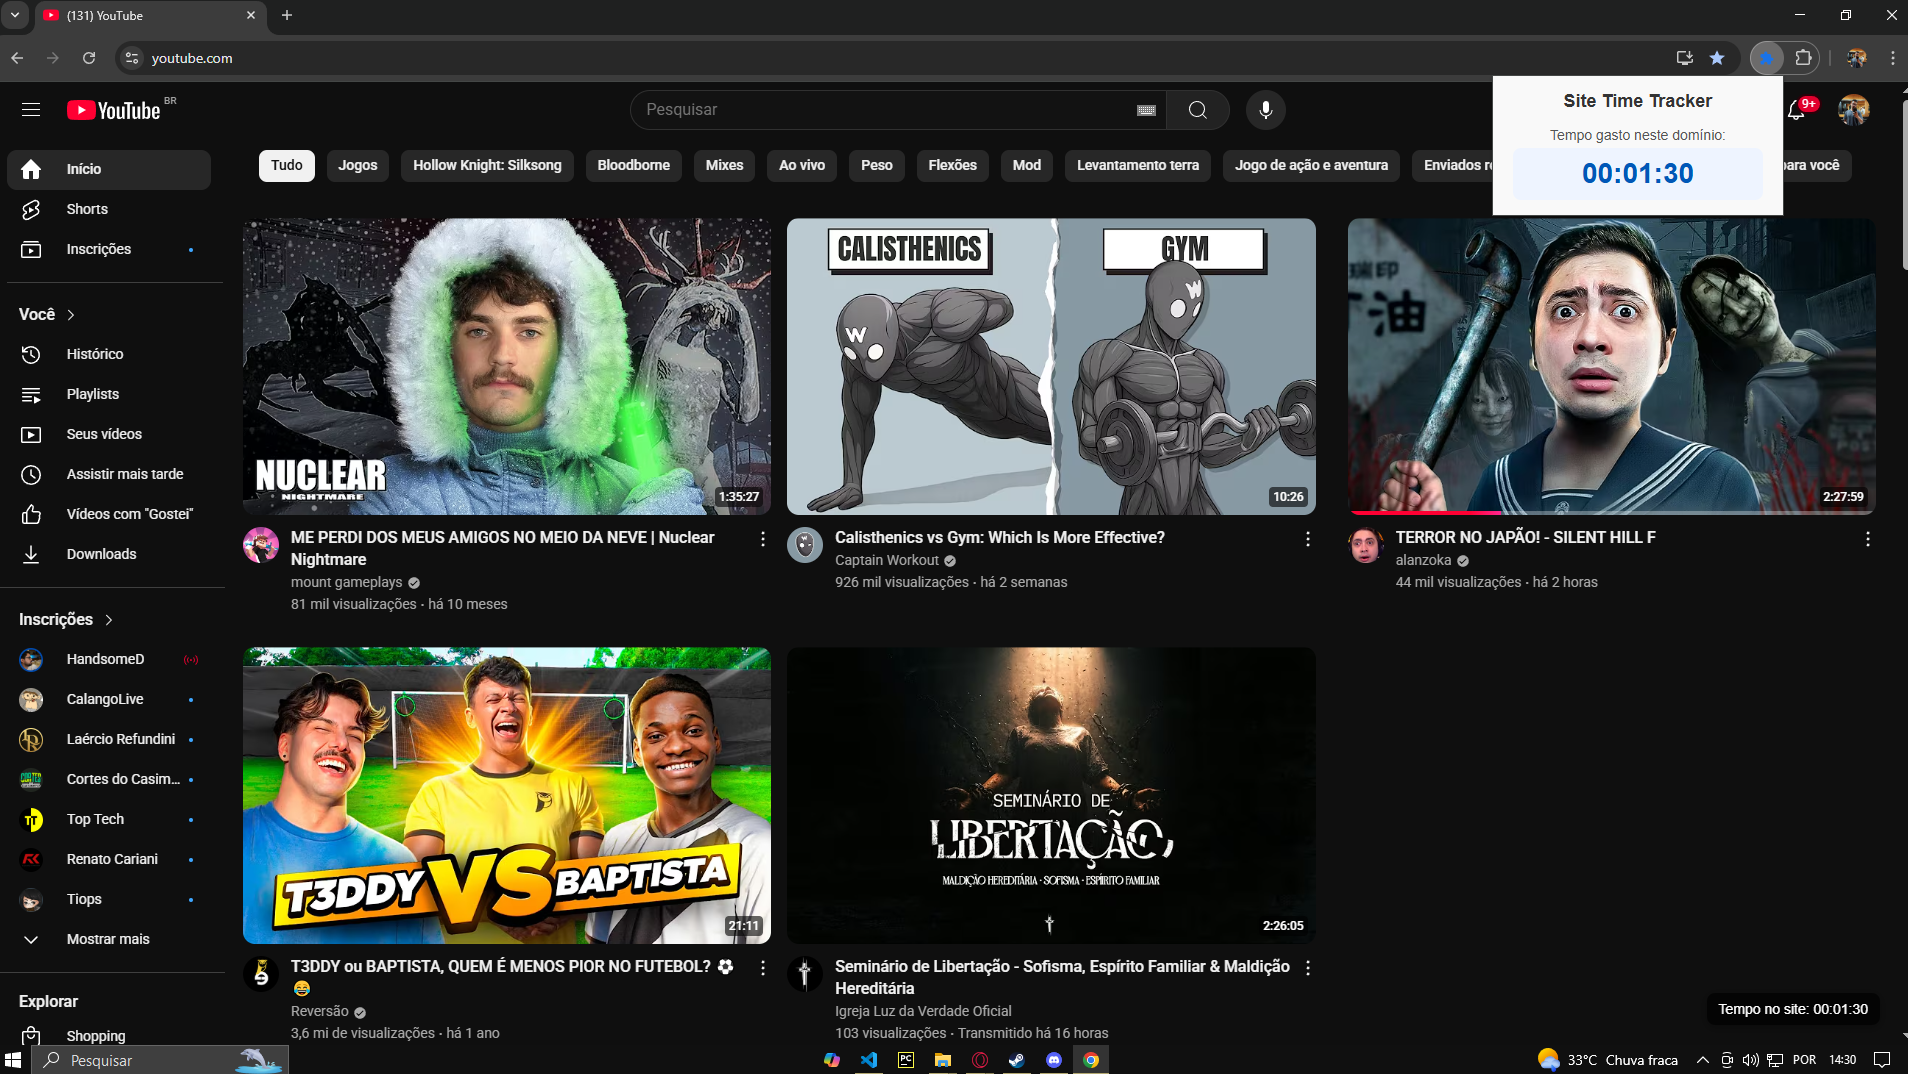 (131) YouTube
youtube.com
YouTube BR
Pesquisar
9+
Site Time Tracker
Tempo gasto neste domínio:
00:01:30
Tudo
Jogos
Hollow Knight: Silksong
Bloodborne
Mixes
Ao vivo
Peso
Flexões
Mod
Levantamento terra
Jogo de ação e aventura
Enviados
para você
Início
Shorts
Inscrições
Você
Histórico
Playlists
Seus vídeos
Assistir mais tarde
Vídeos com "Gostei"
Downloads
Inscrições
HandsomeD
CalangoLive
Laércio Refundini
Cortes do Casim...
Top Tech
Renato Cariani
Tiops
Mostrar mais
Explorar
Shopping
NUCLEAR
NIGHTMARE
1:35:27
ME PERDI DOS MEUS AMIGOS NO MEIO DA NEVE | Nuclear
Nightmare
mount gameplays
81 mil visualizações • há 10 meses
CALISTHENICS
GYM
W
W
10:26
Calisthenics vs Gym: Which Is More Effective?
Captain Workout
926 mil visualizações • há 2 semanas
油
2:27:59
TERROR NO JAPÃO! - SILENT HILL F
alanzoka
44 mil visualizações • há 2 horas
T3DDY VS BAPTISTA
21:11
T3DDY ou BAPTISTA, QUEM É MENOS PIOR NO FUTEBOL? ⚽
😂
Reversão
3,6 mi de visualizações • há 1 ano
SEMINÁRIO DE
LIBERTAÇÃO
MALDIÇÃO HEREDITÁRIA • SOFISMA • ESPÍRITO FAMILIAR
2:26:05
Seminário de Libertação - Sofisma, Espírito Familiar & Maldição
Hereditária
Igreja Luz da Verdade Oficial
103 visualizações • Transmitido há 16 horas
Tempo no site: 00:01:30
Pesquisar
PC
33°C Chuva fraca
POR
14:30